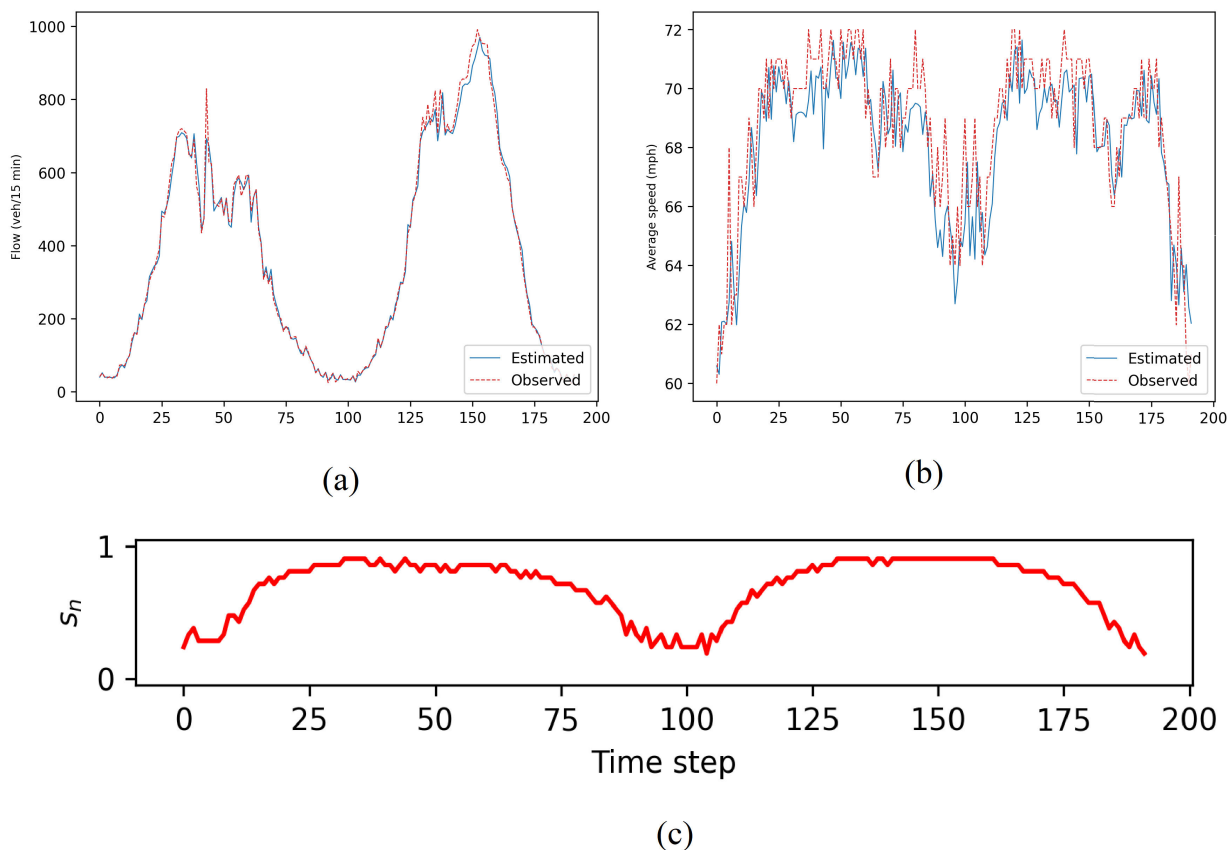 1000
800
600
400
200
0
Flow (veh/15 min)
Estimated
Observed
0 25 50 75 100 125 150 175 200
(a)
72
70
68
66
64
62
60
Average speed (mph)
Estimated
Observed
0 25 50 75 100 125 150 175 200
(b)
1
0
sₙ
0 25 50 75 100 125 150 175 200
Time step
(c)